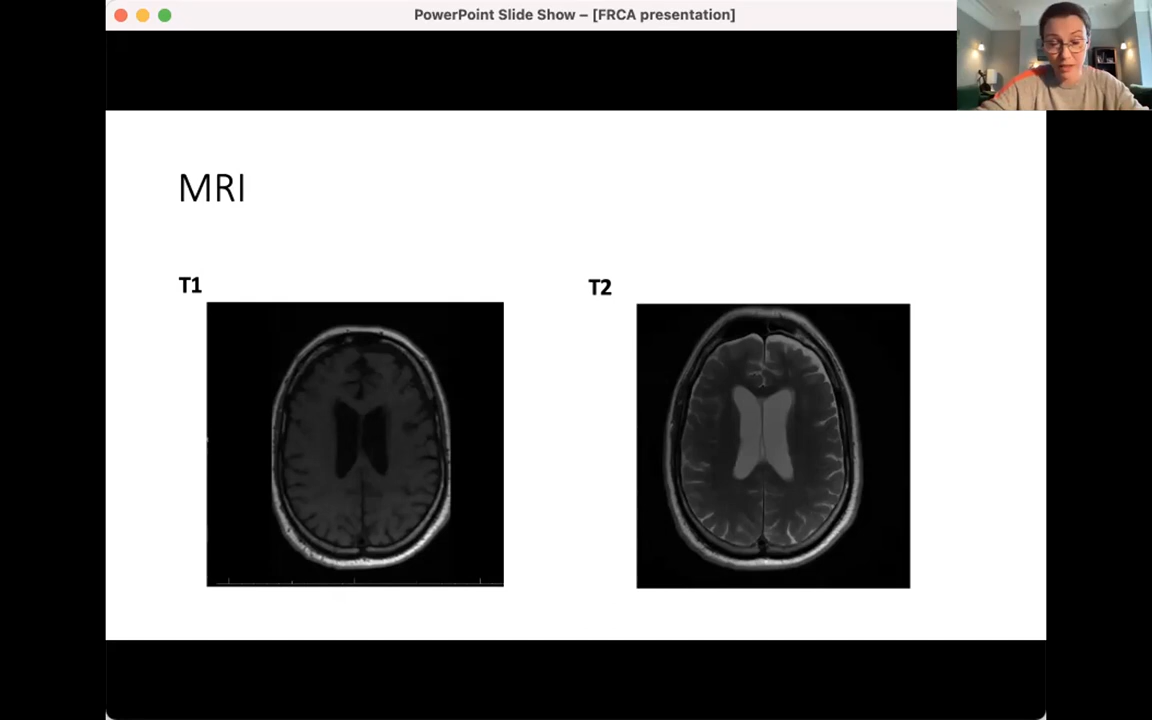 PowerPoint Slide Show – [FRCA presentation]
MRI
T1
T2